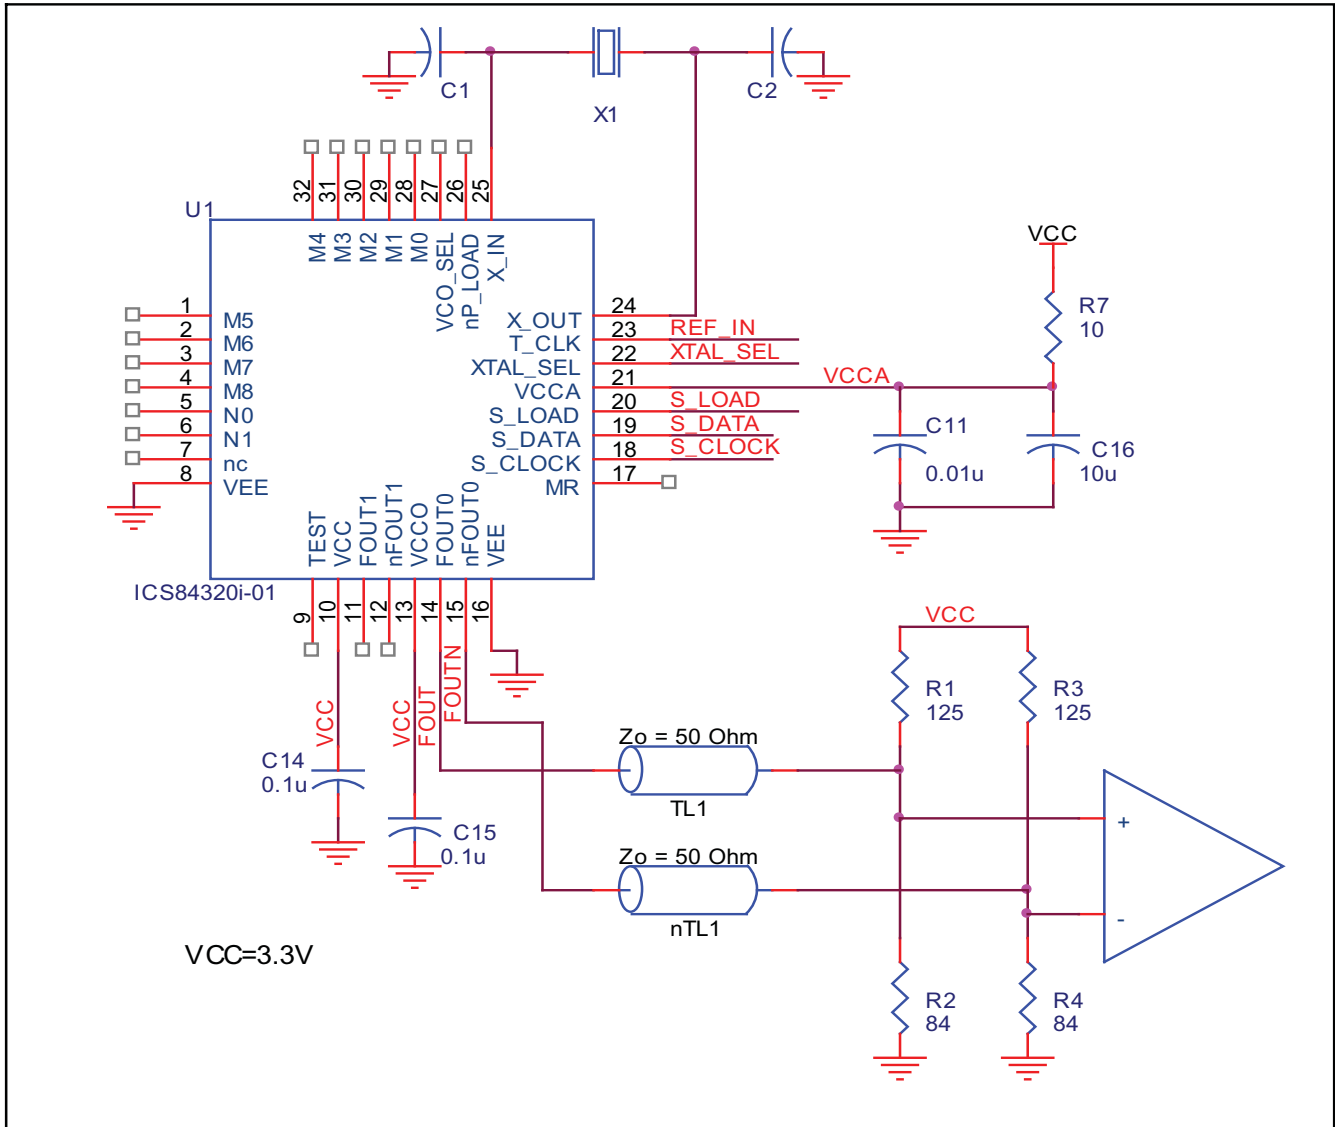 C1
X1
C2
32
31
30
29
28
27
26
25
U1
M4
M3
M2
M1
M0
VCO_SEL
nP_LOAD
X_IN
VCC
R7
10
1
M5
2
M6
3
M7
4
M8
5
N0
6
N1
7
nc
8
VEE
X_OUT
24
T_CLK
23
REF_IN
XTAL_SEL
22
XTAL_SEL
VCCA
21
VCCA
S_LOAD
20
S_LOAD
S_DATA
19
S_DATA
S_CLOCK
18
S_CLOCK
MR
17
C11
0.01u
C16
10u
TEST
VCC
FOUT1
nFOUT1
VCCO
FOUT0
nFOUT0
VEE
ICS84320i-01
9
10
11
12
13
14
15
16
VCC
VCC
FOUT
FOUTN
C14
0.1u
C15
0.1u
VCC
R1
125
R3
125
Zo = 50 Ohm
TL1
Zo = 50 Ohm
nTL1
+
-
VCC=3.3V
R2
84
R4
84